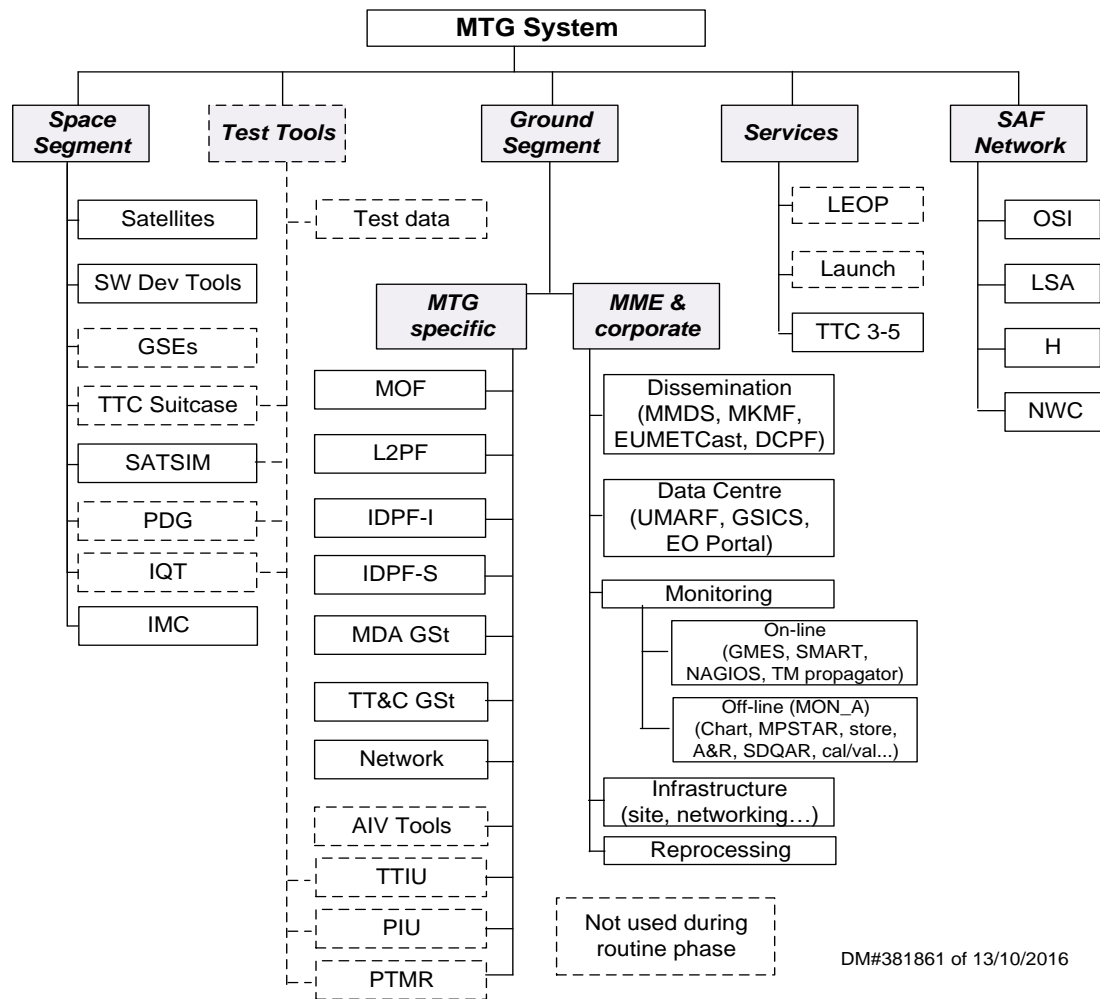 MTG System
Space
Segment
Test Tools
Ground
Segment
Services
SAF
Network
Satellites
SW Dev Tools
GSEs
TTC Suitcase
SATSIM
PDG
IQT
IMC
Test data
MTG
specific
MOF
L2PF
IDPF-I
IDPF-S
MDA GSt
TT&C GSt
Network
AIV Tools
TTIU
PIU
PTMR
MME &
corporate
Dissemination
(MMDS, MKMF,
EUMETCast, DCPF)
Data Centre
(UMARF, GSICS,
EO Portal)
Monitoring
On-line
(GMES, SMART,
NAGIOS, TM propagator)
Off-line (MON_A)
(Chart, MPSTAR, store,
A&R, SDQAR, cal/val...)
Infrastructure
(site, networking…)
Reprocessing
LEOP
Launch
TTC 3-5
OSI
LSA
H
NWC
Not used during
routine phase
DM#381861 of 13/10/2016